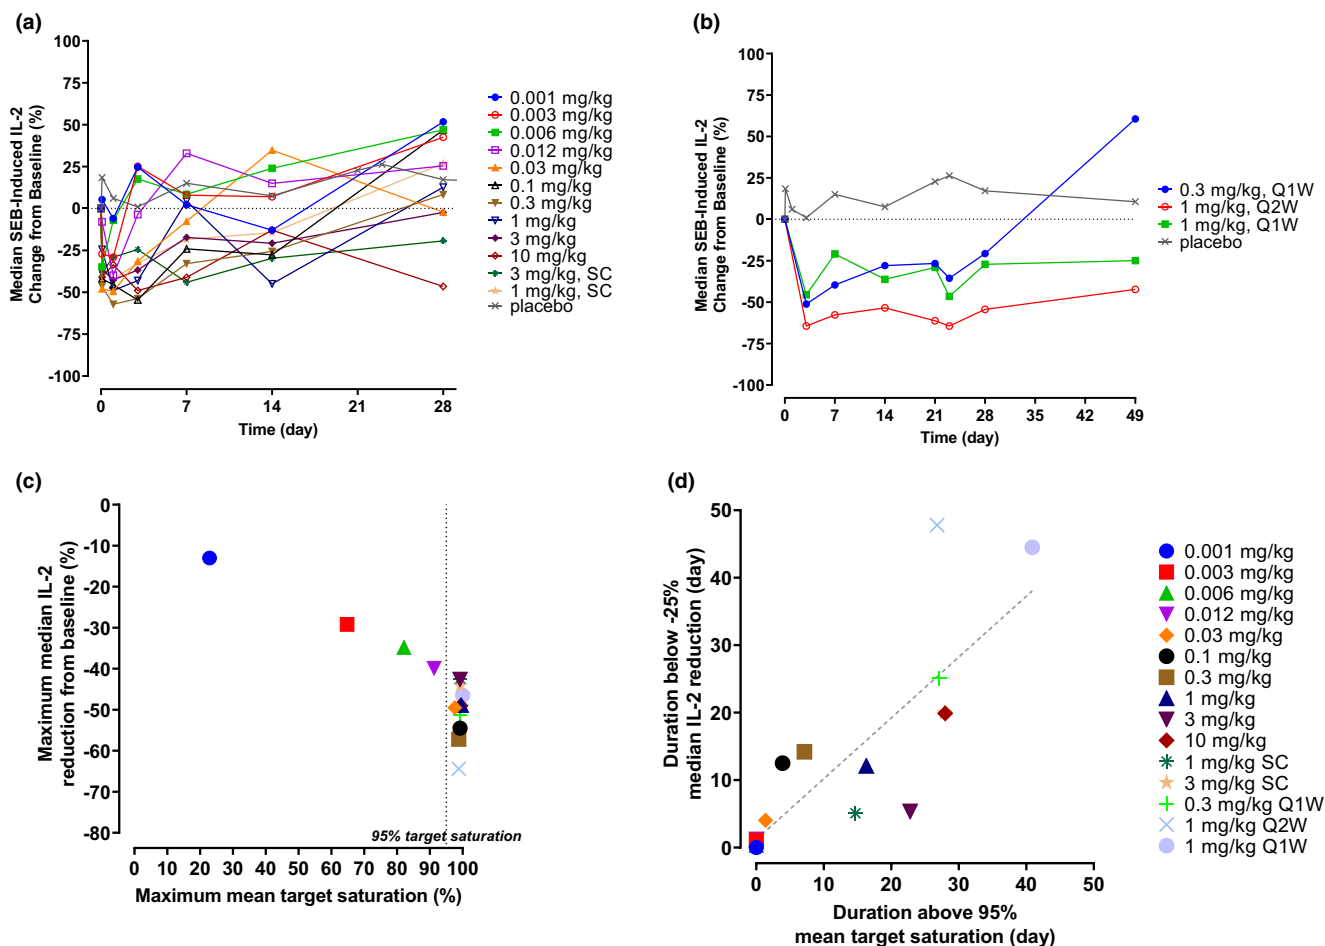 (a)
100
75
50
25
0
-25
-50
-75
-100
Median SEB-Induced IL-2
Change from Baseline (%)
0 7 14 21 28
Time (day)
0.001 mg/kg
0.003 mg/kg
0.006 mg/kg
0.012 mg/kg
0.03 mg/kg
0.1 mg/kg
0.3 mg/kg
1 mg/kg
3 mg/kg
10 mg/kg
3 mg/kg, SC
1 mg/kg, SC
placebo
(b)
100
75
50
25
0
-25
-50
-75
-100
Median SEB-Induced IL-2
Change from Baseline (%)
0 7 14 21 28 35 42 49
Time (day)
0.3 mg/kg, Q1W
1 mg/kg, Q2W
1 mg/kg, Q1W
placebo
(c)
0
-10
-20
-30
-40
-50
-60
-70
-80
Maximum median IL-2
reduction from baseline (%)
95% target saturation
0 10 20 30 40 50 60 70 80 90 100
Maximum mean target saturation (%)
(d)
50
40
30
20
10
0
Duration below -25%
median IL-2 reduction (day)
0 10 20 30 40 50
Duration above 95%
mean target saturation (day)
0.001 mg/kg
0.003 mg/kg
0.006 mg/kg
0.012 mg/kg
0.03 mg/kg
0.1 mg/kg
0.3 mg/kg
1 mg/kg
3 mg/kg
10 mg/kg
1 mg/kg SC
3 mg/kg SC
0.3 mg/kg Q1W
1 mg/kg Q2W
1 mg/kg Q1W